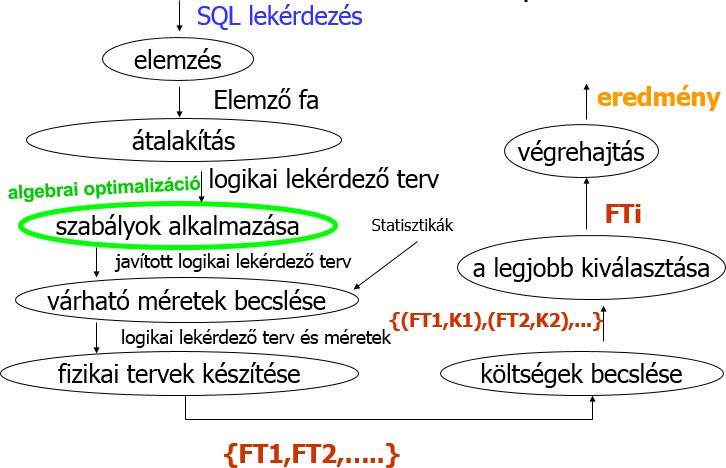 SQL lekérdezés
elemzés
Elemző fa
átalakítás
algebrai optimalizáció
logikai lekérdező terv
szabályok alkalmazása
Statisztikák
javított logikai lekérdező terv
várható méretek becslése
logikai lekérdező terv és méretek
fizikai tervek készítése
{FT1,FT2,…..}
költségek becslése
{(FT1,K1),(FT2,K2),...}
a legjobb kiválasztása
FTi
végrehajtás
eredmény